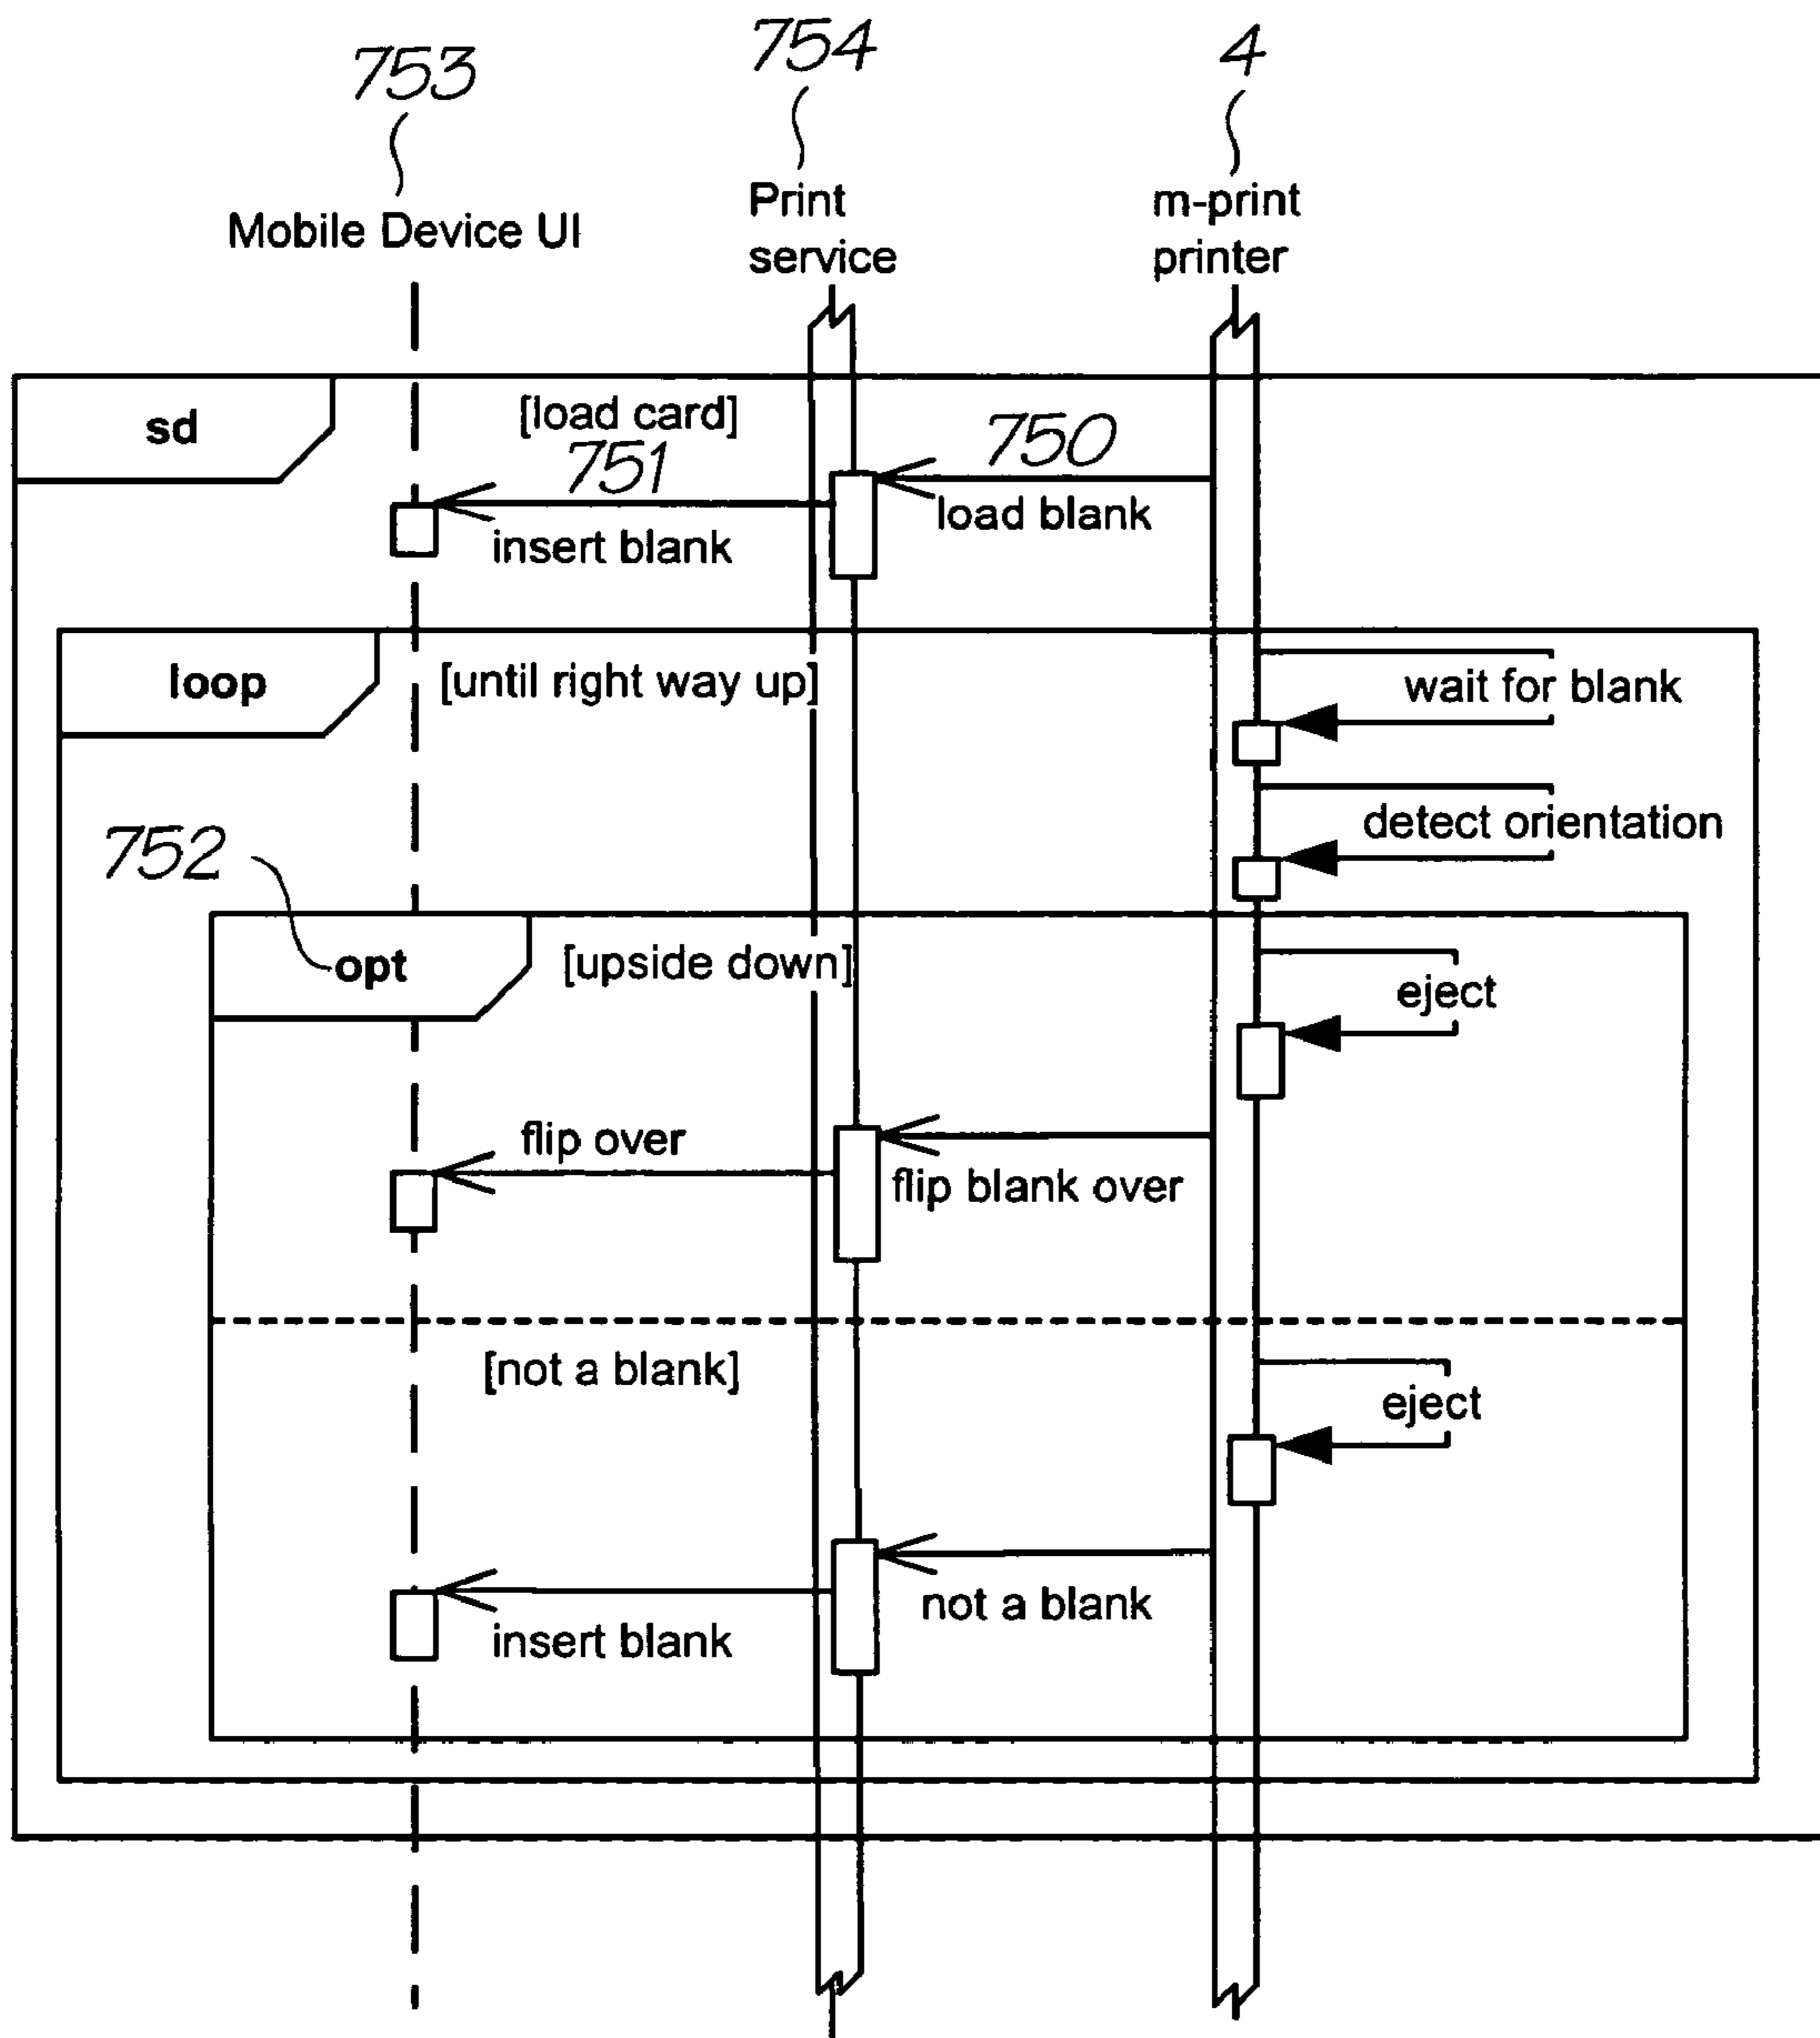 753
754
4
Mobile Device UI
Print
service
m-print
printer
sd
[load card]
750
751
load blank
insert blank
loop
[until right way up]
wait for blank
detect orientation
752
opt
[upside down]
eject
flip over
flip blank over
[not a blank]
eject
not a blank
insert blank